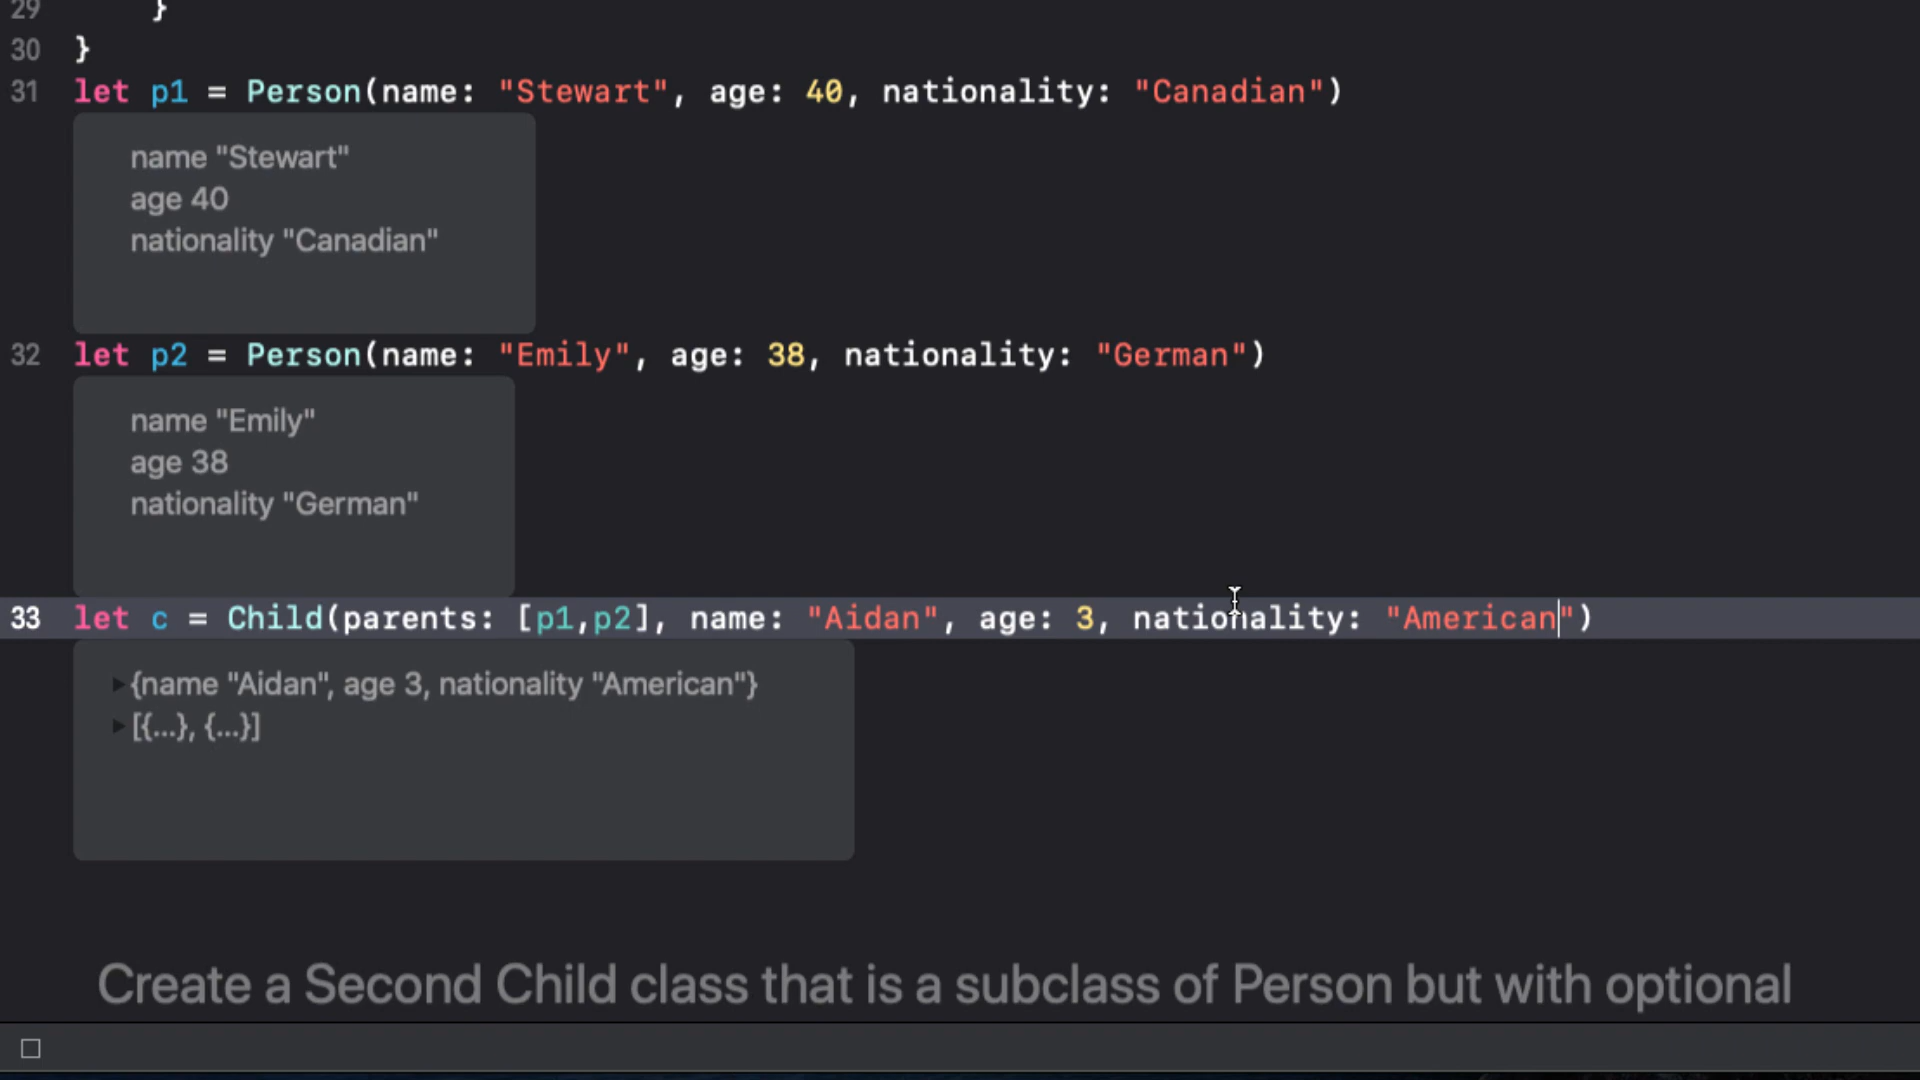 29 }
30 }
31 let p1 = Person(name: "Stewart", age: 40, nationality: "Canadian")
name "Stewart"
age 40
nationality "Canadian"
32 let p2 = Person(name: "Emily", age: 38, nationality: "German")
name "Emily"
age 38
nationality "German"
33 let c = Child(parents: [p1,p2], name: "Aidan", age: 3, nationality: "American")
{name "Aidan", age 3, nationality "American"}
[{...}, {...}]
Create a Second Child class that is a subclass of Person but with optional